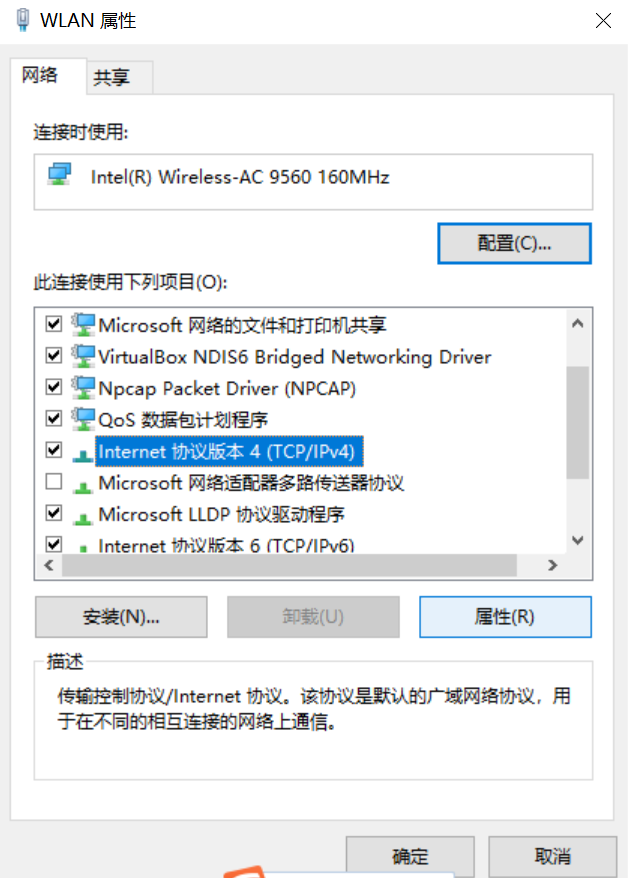 WLAN 属性
网络
共享
连接时使用:
Intel(R) Wireless-AC 9560 160MHz
配置(C)...
此连接使用下列项目(O):
Microsoft 网络的文件和打印机共享
VirtualBox NDIS6 Bridged Networking Driver
Npcap Packet Driver (NPCAP)
QoS 数据包计划程序
Internet 协议版本 4 (TCP/IPv4)
Microsoft 网络适配器多路传送器协议
Microsoft LLDP 协议驱动程序
Internet 协议版本 6 (TCP/IPv6)
安装(N)...
卸载(U)
属性(R)
描述
传输控制协议/Internet 协议。该协议是默认的广域网络协议，用
于在不同的相互连接的网络上通信。
确定
取消